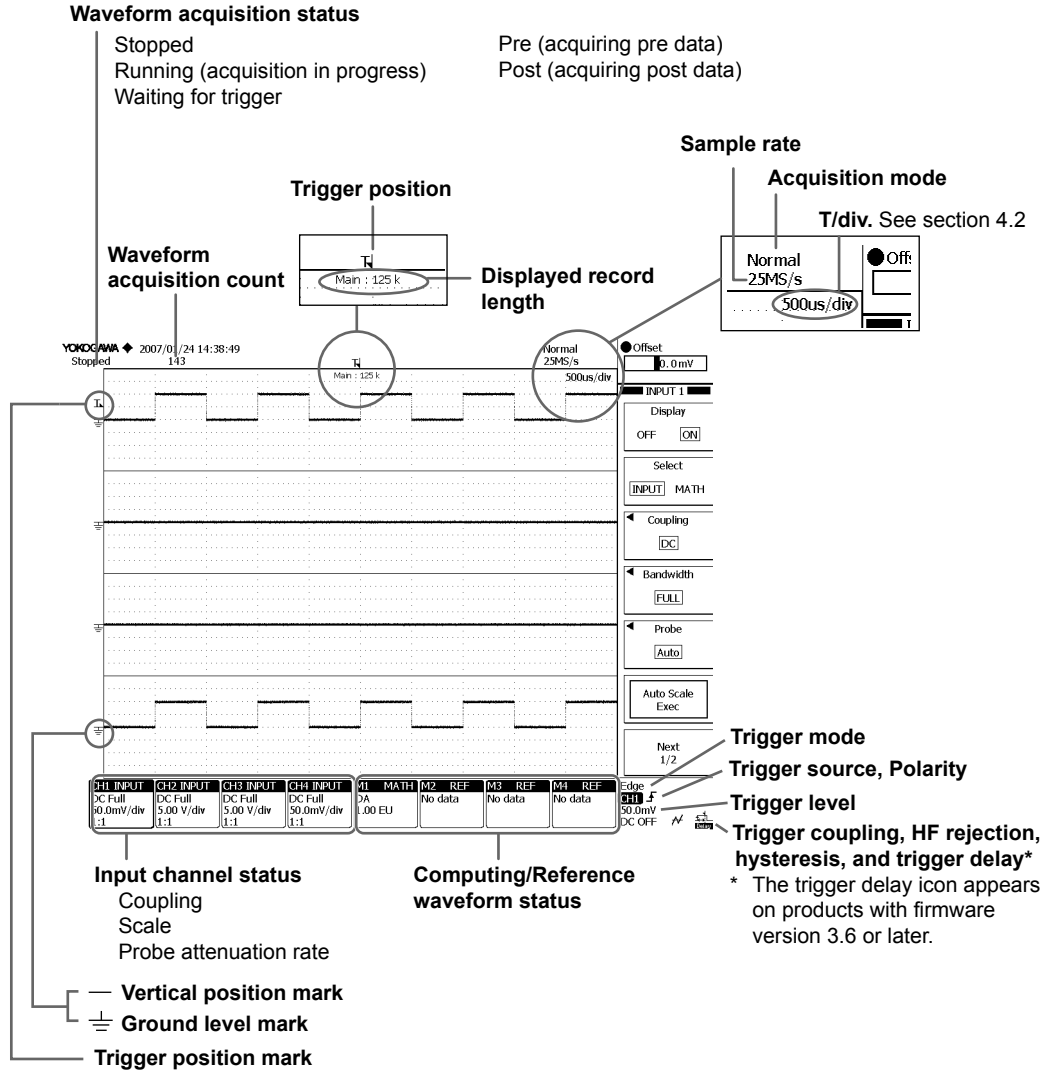 Waveform acquisition status
Stopped
Running (acquisition in progress)
Waiting for trigger
Pre (acquiring pre data)
Post (acquiring post data)
Sample rate
Acquisition mode
T/div. See section 4.2
Trigger position
Waveform
acquisition count
Displayed record
length
T
Main : 125 k
Normal
25MS/s
500us/div
YOKOGAWA ◆ 14:38:49
Stopped
143
T
Main : 125 k
Normal
25MS/s
500us/div
Offset
0.0mV
INPUT 1
Display
OFF ON
Select
INPUT MATH
Coupling
DC
Bandwidth
FULL
Probe
Auto
Auto Scale
Exec
Next
1/2
T
CH1 INPUT
DC Full
50.0mV/div
1:1
CH2 INPUT
DC Full
5.00 V/div
1:1
CH3 INPUT
DC Full
5.00 V/div
1:1
CH4 INPUT
DC Full
50.0mV/div
1:1
M1 MATH
1.00 EU
M2 REF
No data
M3 REF
No data
M4 REF
No data
Edge
CH1
50.0mV
DC OFF
Delay
Trigger mode
Trigger source, Polarity
Trigger level
Trigger coupling, HF rejection,
hysteresis, and trigger delay*
* The trigger delay icon appears
on products with firmware
version 3.6 or later.
Input channel status
Coupling
Scale
Probe attenuation rate
Computing/Reference
waveform status
Vertical position mark
Ground level mark
Trigger position mark